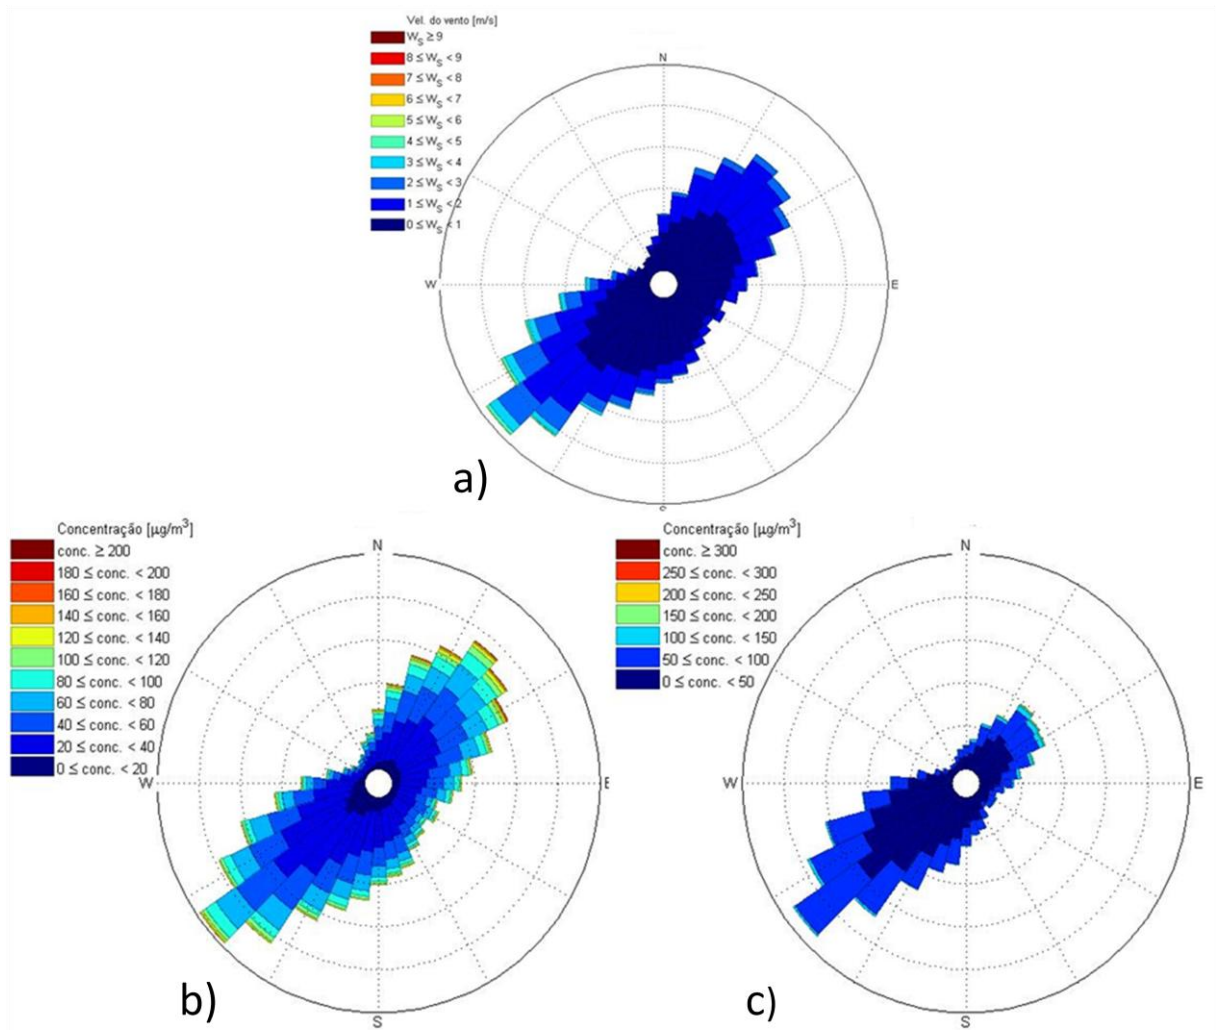 Vel. do vento [m/s]
W_S ≥ 9
8 ≤ W_S < 9
7 ≤ W_S < 8
6 ≤ W_S < 7
5 ≤ W_S < 6
4 ≤ W_S < 5
3 ≤ W_S < 4
2 ≤ W_S < 3
1 ≤ W_S < 2
0 ≤ W_S < 1
N
W
E
a)
Concentração [µg/m³]
conc. ≥ 200
180 ≤ conc. < 200
160 ≤ conc. < 180
140 ≤ conc. < 160
120 ≤ conc. < 140
100 ≤ conc. < 120
80 ≤ conc. < 100
60 ≤ conc. < 80
40 ≤ conc. < 60
20 ≤ conc. < 40
0 ≤ conc. < 20
N
W
E
S
b)
Concentração [µg/m³]
conc. ≥ 300
250 ≤ conc. < 300
200 ≤ conc. < 250
150 ≤ conc. < 200
100 ≤ conc. < 150
50 ≤ conc. < 100
0 ≤ conc. < 50
N
W
E
S
c)